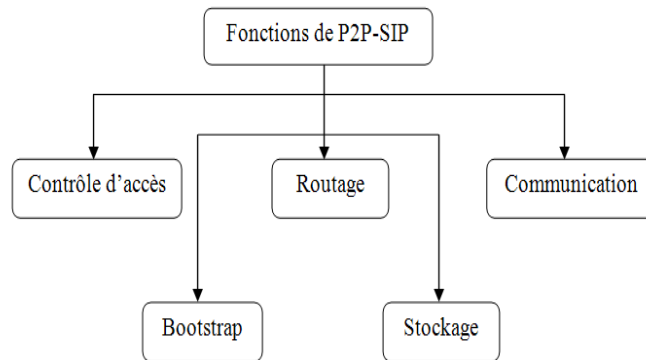 Fonctions de P2P-SIP
Contrôle d'accès
Routage
Communication
Bootstrap
Stockage